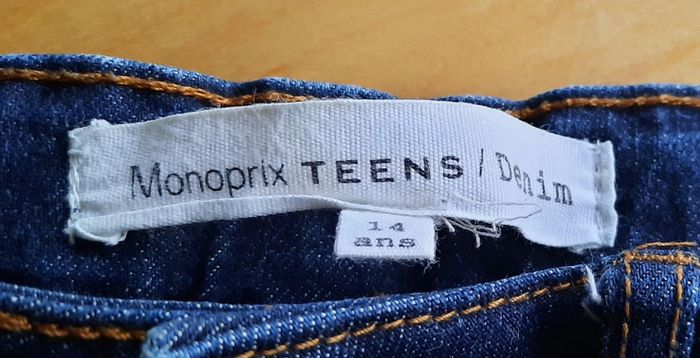 Monoprix TEENS / Denim
14
ans